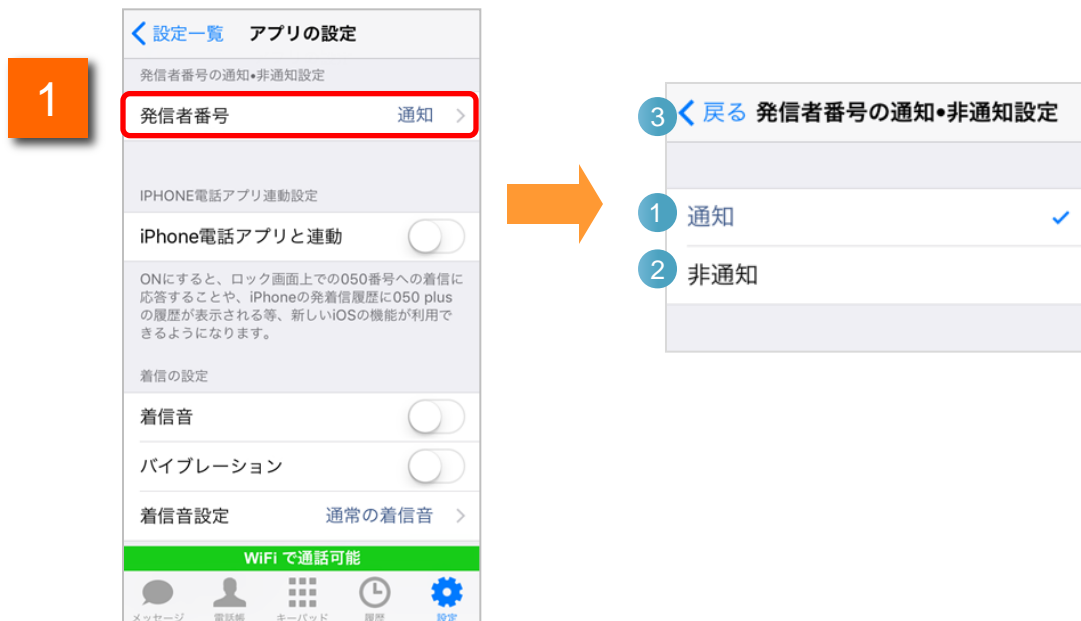 1
設定一覧 アプリの設定
発信者番号の通知•非通知設定
発信者番号 通知
IPHONE電話アプリ連動設定
iPhone電話アプリと連動
ONにすると、ロック画面上での050番号への着信に
応答することや、iPhoneの発着信履歴に050 plus
の履歴が表示される等、新しいiOSの機能が利用で
きるようになります。
着信の設定
着信音
バイブレーション
着信音設定 通常の着信音
WiFi で通話可能
メッセージ 電話帳 キーパッド 履歴 設定
3 戻る 発信者番号の通知•非通知設定
1 通知
2 非通知